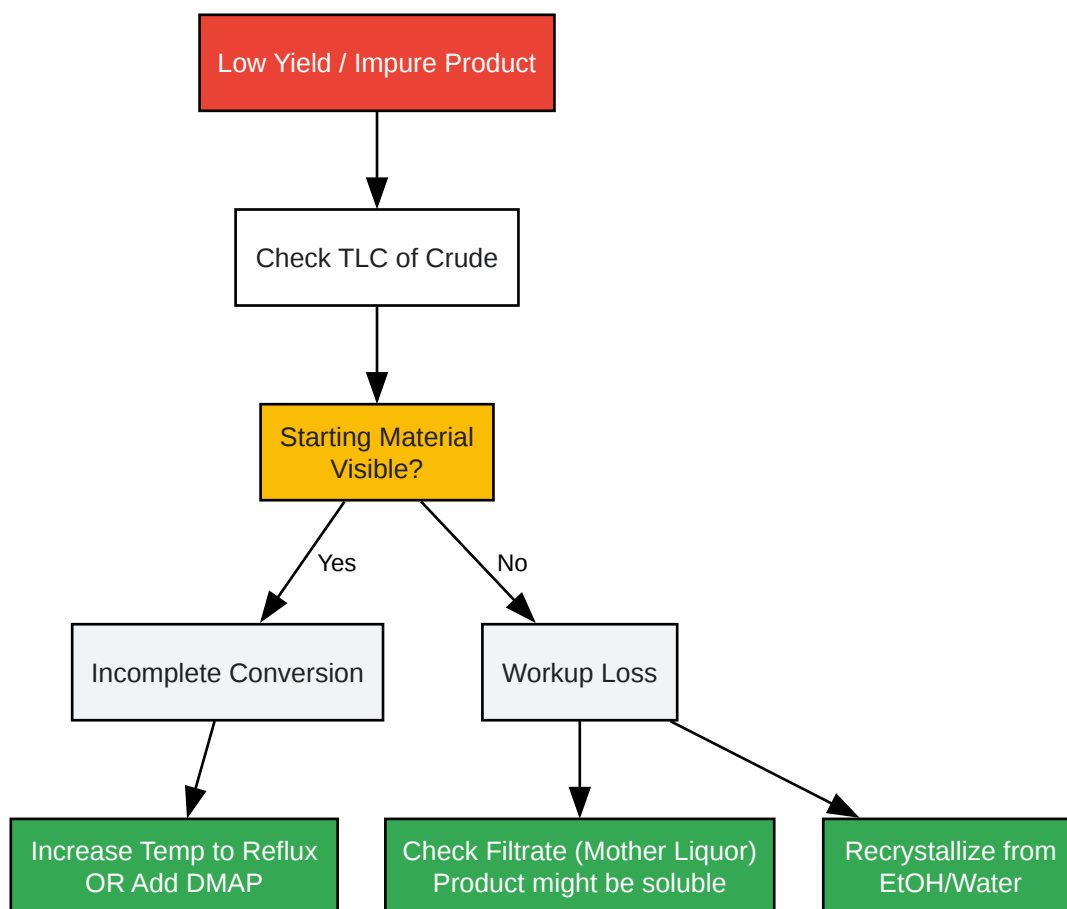 Low Yield / Impure Product
Check TLC of Crude
Starting Material
Visible?
Yes
No
Incomplete Conversion
Workup Loss
Increase Temp to Reflux
OR Add DMAP
Check Filtrate (Mother Liquor)
Product might be soluble
Recrystallize from
EtOH/Water